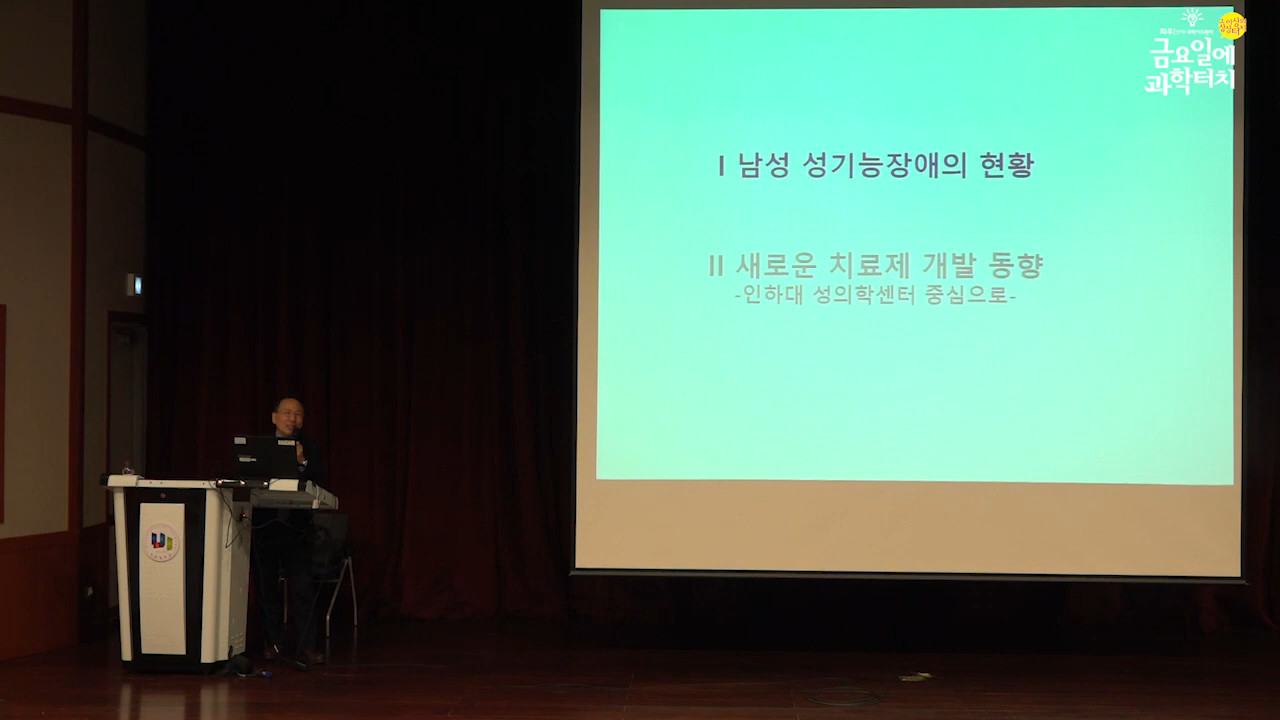 금요일에
과학터치
I 남성 성기능장애의 현황
II 새로운 치료제 개발 동향
-인하대 성의학센터 중심으로-